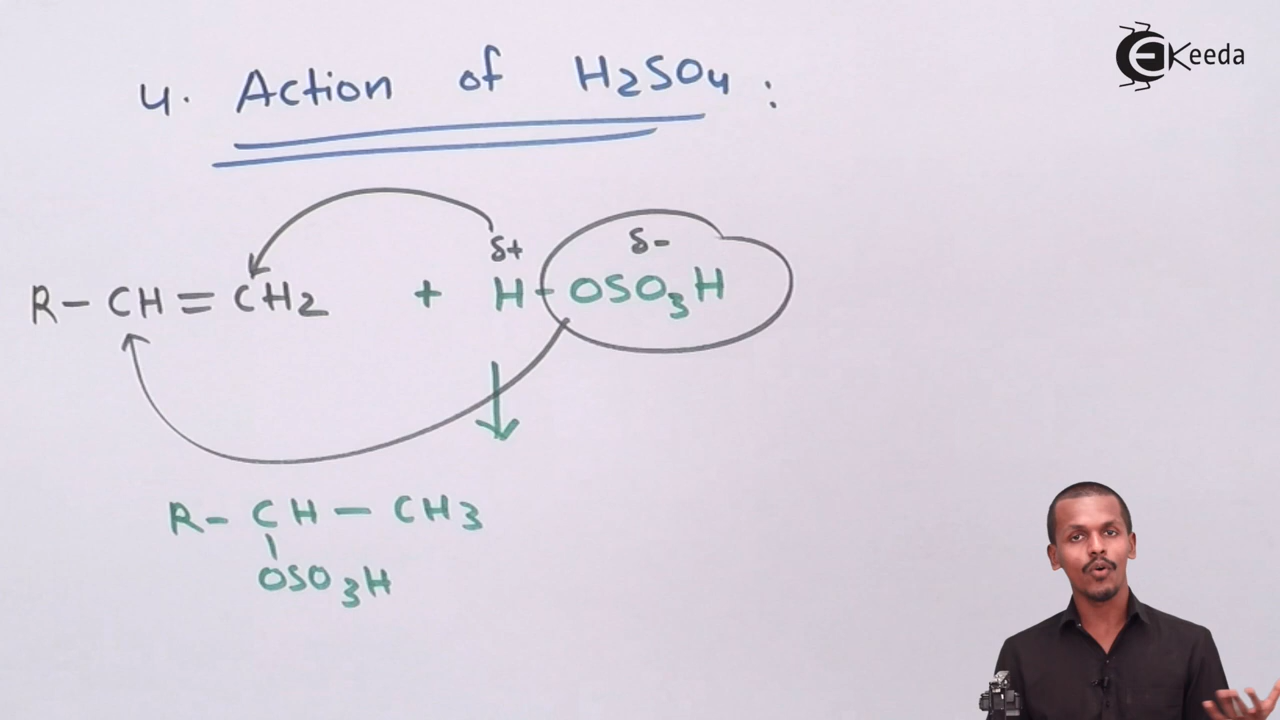 EKeeda
4. Action of H2SO4 :
δ+ δ-
R - CH = CH2 + H - OSO3H
R - CH - CH3
OSO3H